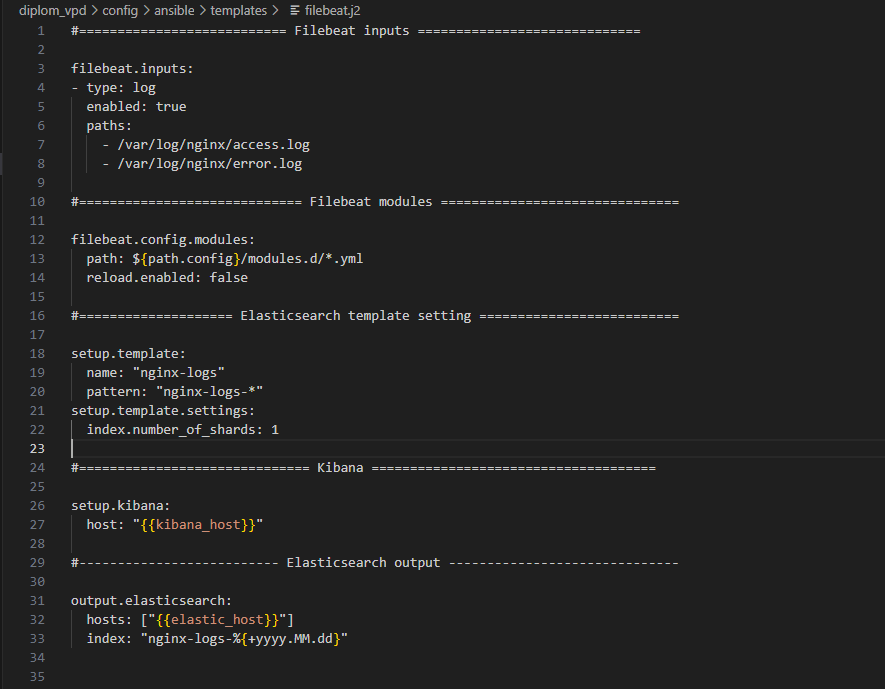 diplom_vpd > config > ansible > templates > filebeat.j2
1 #=========================== Filebeat inputs =============================
2
3 filebeat.inputs:
4 - type: log
5   enabled: true
6   paths:
7     - /var/log/nginx/access.log
8     - /var/log/nginx/error.log
9
10 #============================= Filebeat modules ===============================
11
12 filebeat.config.modules:
13   path: ${path.config}/modules.d/*.yml
14   reload.enabled: false
15
16 #==================== Elasticsearch template setting ==========================
17
18 setup.template:
19   name: "nginx-logs"
20   pattern: "nginx-logs-*"
21 setup.template.settings:
22   index.number_of_shards: 1
23
24 #============================== Kibana =====================================
25
26 setup.kibana:
27   host: "{{kibana_host}}"
28
29 #-------------------------- Elasticsearch output ------------------------------
30
31 output.elasticsearch:
32   hosts: ["{{elastic_host}}"]
33   index: "nginx-logs-%{+yyyy.MM.dd}"
34
35